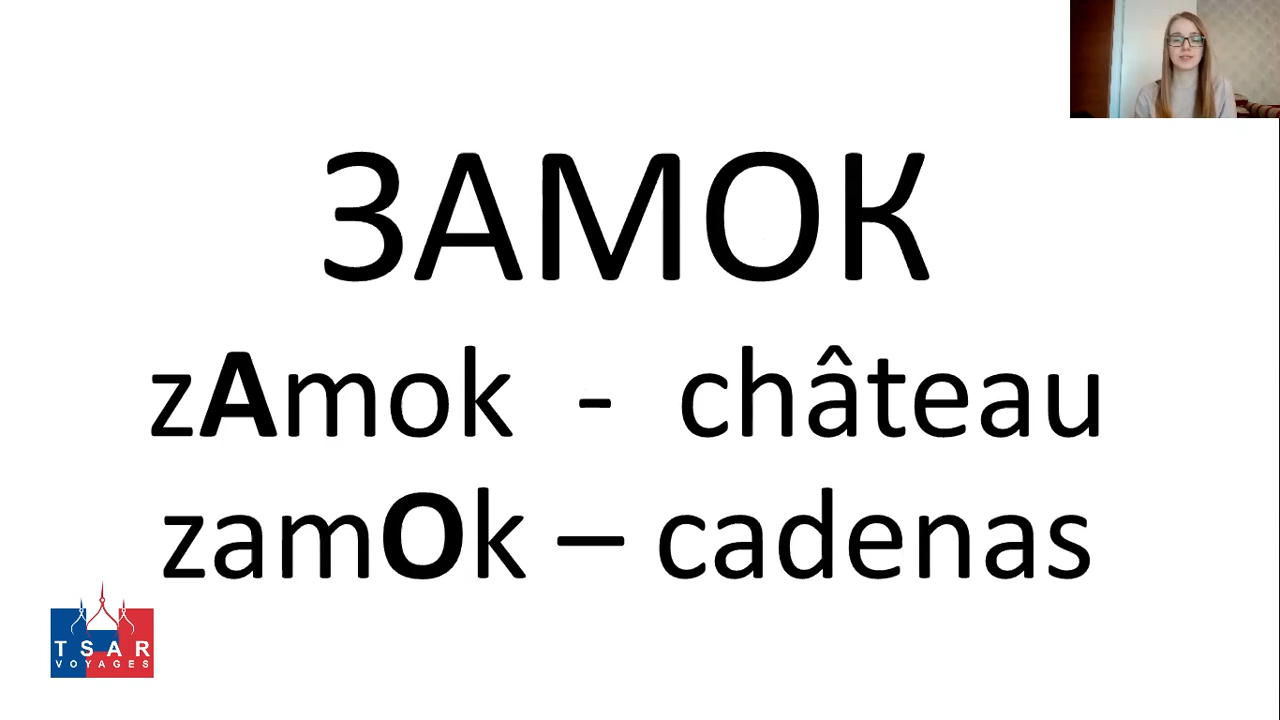 ЗАМОК
zAmok - château
zamOk – cadenas
TSAR
VOYAGES